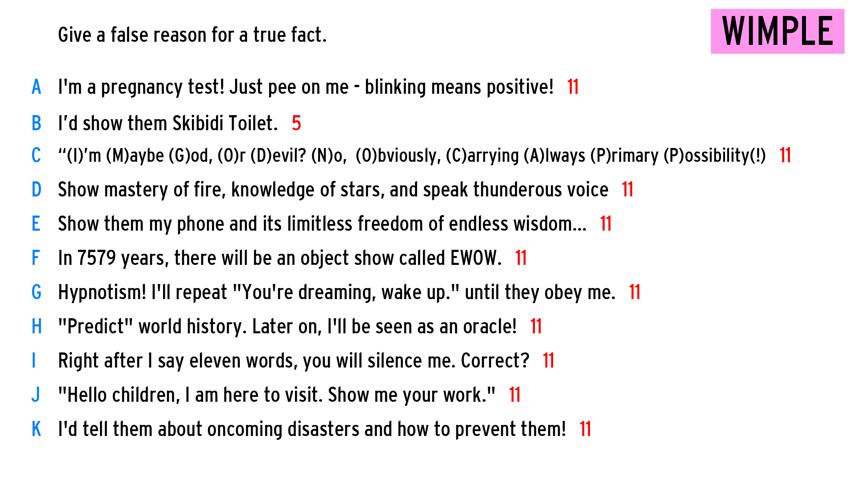 Give a false reason for a true fact.
WIMPLE
A I'm a pregnancy test! Just pee on me - blinking means positive! 11
B I’d show them Skibidi Toilet. 5
C “(I)’m (M)aybe (G)od, (O)r (D)evil? (N)o, (O)bviously, (C)arrying (A)lways (P)rimary (P)ossibility(!) 11
D Show mastery of fire, knowledge of stars, and speak thunderous voice 11
E Show them my phone and its limitless freedom of endless wisdom... 11
F In 7579 years, there will be an object show called EWOW. 11
G Hypnotism! I'll repeat "You're dreaming, wake up." until they obey me. 11
H "Predict" world history. Later on, I'll be seen as an oracle! 11
I Right after I say eleven words, you will silence me. Correct? 11
J "Hello children, I am here to visit. Show me your work." 11
K I'd tell them about oncoming disasters and how to prevent them! 11